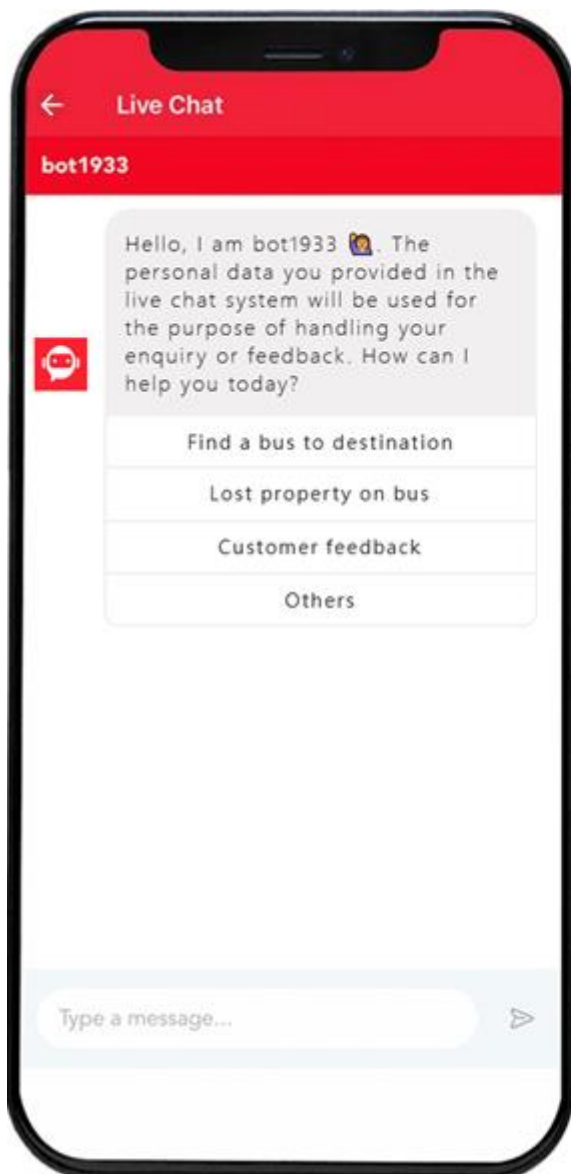 Live Chat
bot1933
Hello, I am bot1933 🙋. The
personal data you provided in the
live chat system will be used for
the purpose of handling your
enquiry or feedback. How can I
help you today?
Find a bus to destination
Lost property on bus
Customer feedback
Others
Type a message...